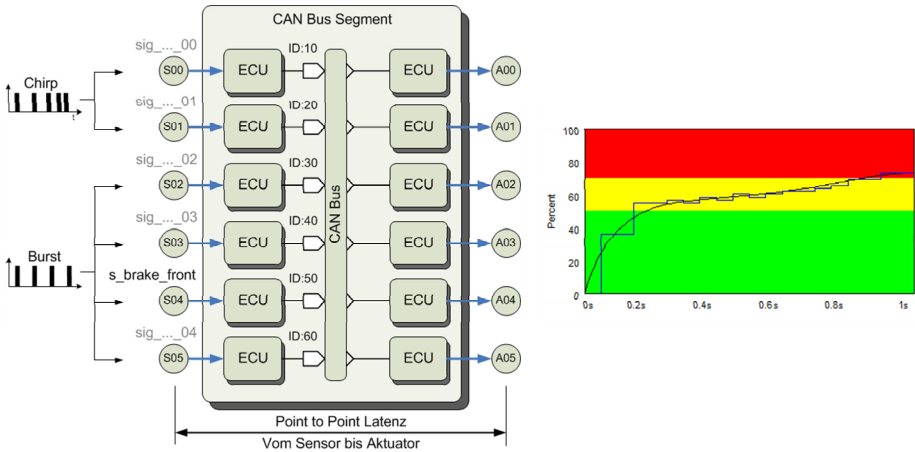 CAN Bus Segment
sig_..._00
S00
ECU
ID:10
ECU
A00
Chirp
t
sig_..._01
S01
ECU
ID:20
ECU
A01
sig_..._02
S02
ECU
ID:30
ECU
A02
CAN Bus
sig_..._03
S03
ECU
ID:40
ECU
A03
Burst
s_brake_front
S04
ECU
ID:50
ECU
A04
sig_..._04
S05
ECU
ID:60
ECU
A05
Point to Point Latenz
Vom Sensor bis Aktuator
Percent
100
80
60
40
20
0
0s
0.2s
0.4s
0.6s
0.8s
1s